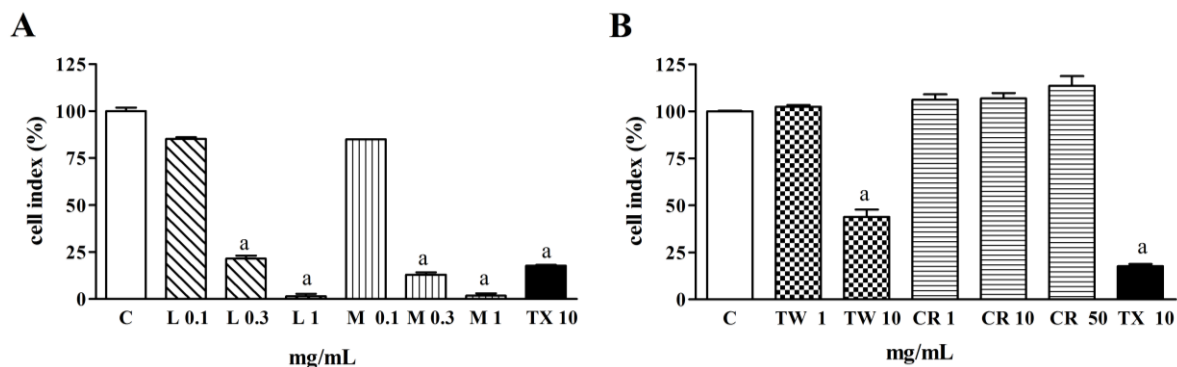 A
cell index (%)
125
100
75
50
25
0
a
a
a
a
a
C L 0.1 L 0.3 L 1 M 0.1 M 0.3 M 1 TX 10
mg/mL
B
cell index (%)
125
100
75
50
25
0
a
a
C TW 1 TW 10 CR 1 CR 10 CR 50 TX 10
mg/mL